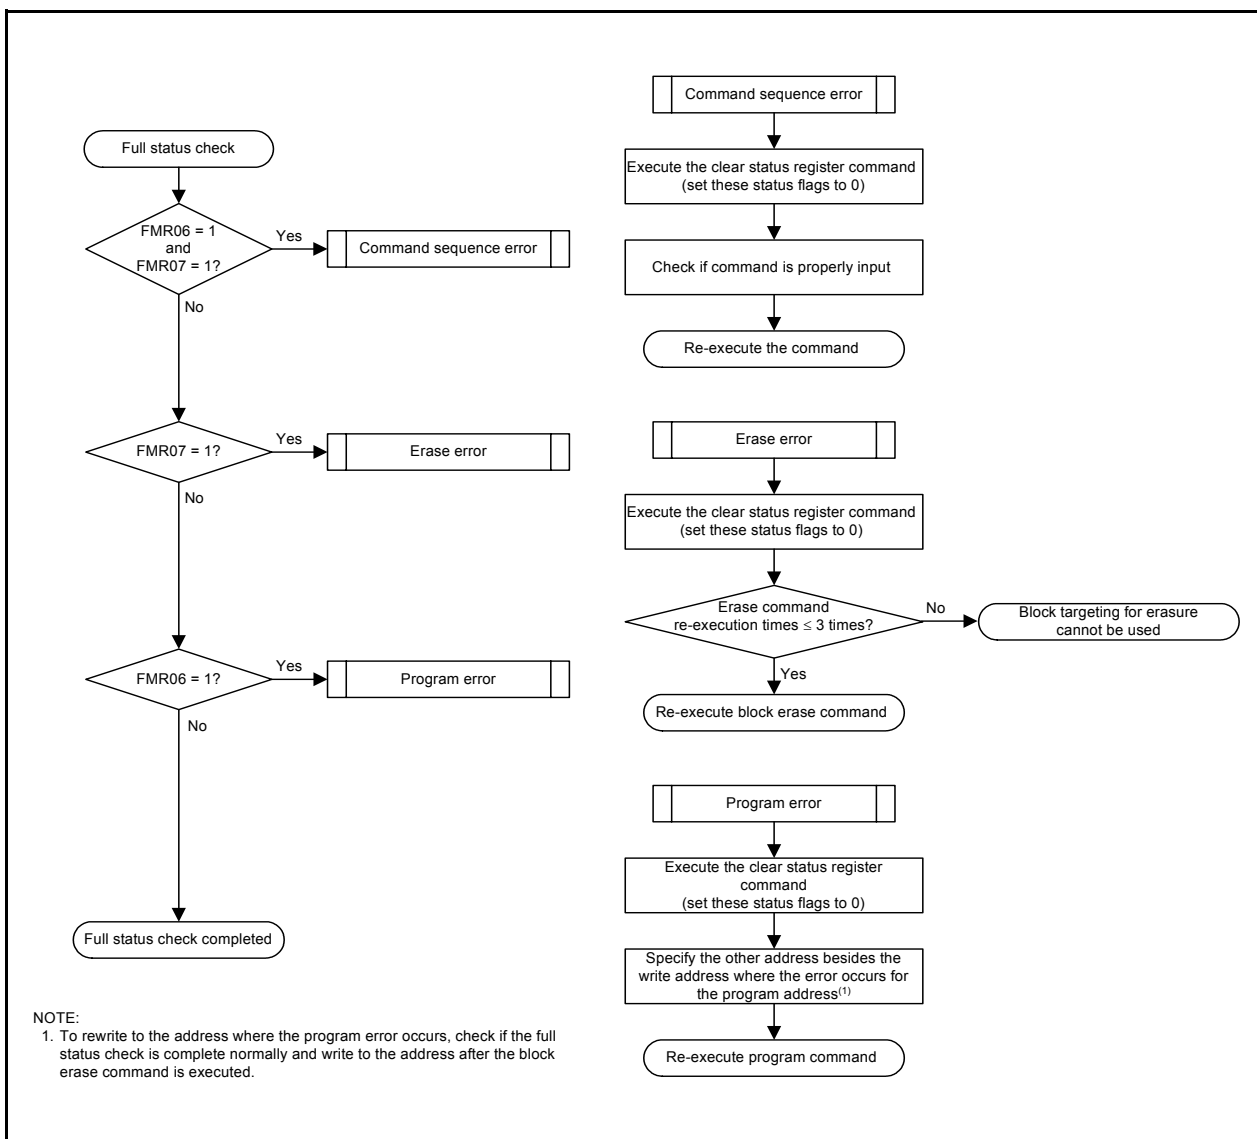 Full status check
FMR06 = 1
and
FMR07 = 1?
Yes
Command sequence error
No
FMR07 = 1?
Yes
Erase error
No
FMR06 = 1?
Yes
Program error
No
Full status check completed
NOTE:
1. To rewrite to the address where the program error occurs, check if the full
status check is complete normally and write to the address after the block
erase command is executed.
Command sequence error
Execute the clear status register command
(set these status flags to 0)
Check if command is properly input
Re-execute the command
Erase error
Execute the clear status register command
(set these status flags to 0)
Erase command
re-execution times ≤ 3 times?
No
Block targeting for erasure
cannot be used
Yes
Re-execute block erase command
Program error
Execute the clear status register
command
(set these status flags to 0)
Specify the other address besides the
write address where the error occurs for
the program address(1)
Re-execute program command